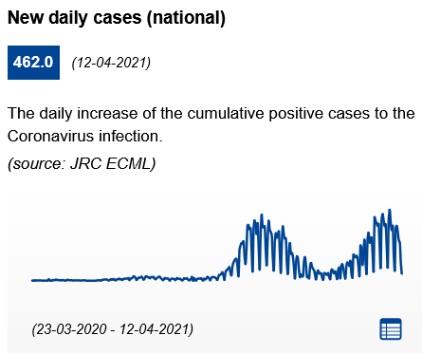 New daily cases (national)
462.0 (12-04-2021)
The daily increase of the cumulative positive cases to the
Coronavirus infection.
(source: JRC ECML)
(23-03-2020 - 12-04-2021)